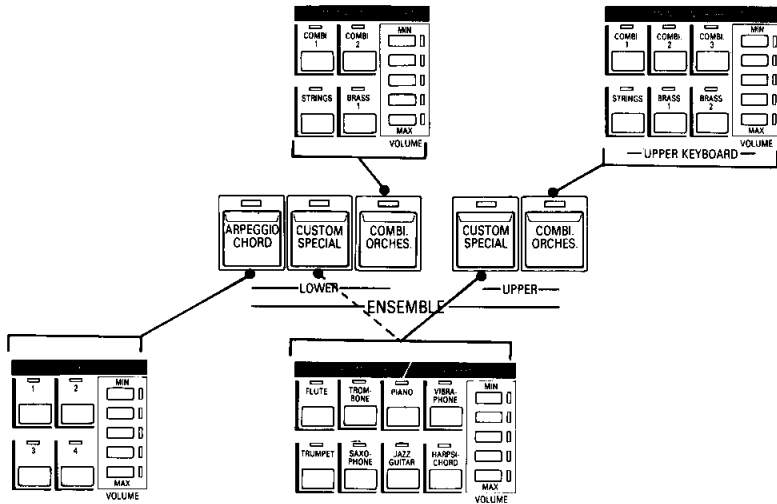 COMBI
1
COMBI
2
MIN
STRINGS
BRASS
1
MAX
VOLUME
COMBI
1
COMBI.
2
COMBI.
3
MIN
STRINGS
BRASS
1
BRASS
2
MAX
VOLUME
UPPER KEYBOARD
ARPEGGIO
CHORD
CUSTOM
SPECIAL
COMBI.
ORCHES.
CUSTOM
SPECIAL
COMBI.
ORCHES.
LOWER
UPPER
ENSEMBLE
1
2
MIN
3
4
MAX
VOLUME
FLUTE
TROM-
BONE
PIANO
VIBRA-
PHONE
MIN
TRUMPET
SAXO-
PHONE
JAZZ
GUITAR
HARPSI-
CHORD
MAX
VOLUME